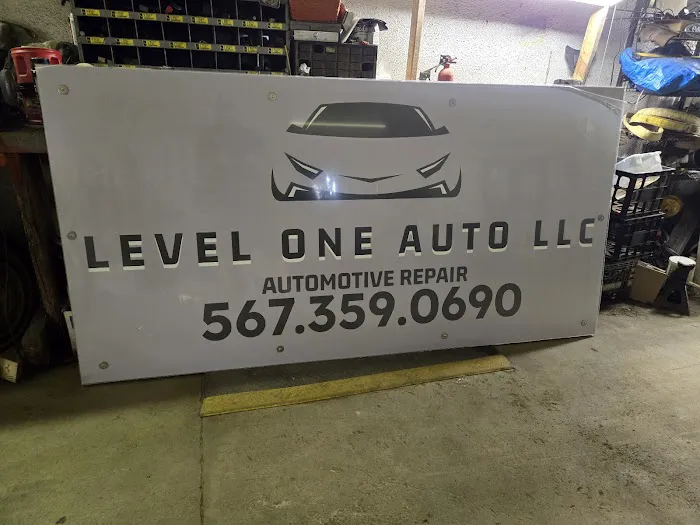 LEVEL ONE AUTO LLC
AUTOMOTIVE REPAIR
567.359.0690